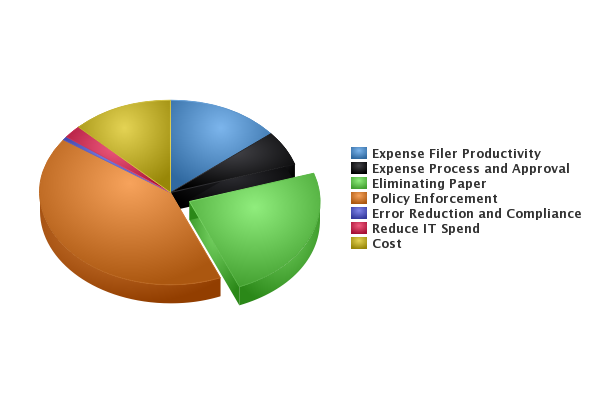 Expense Filer Productivity
Expense Process and Approval
Eliminating Paper
Policy Enforcement
Error Reduction and Compliance
Reduce IT Spend
Cost